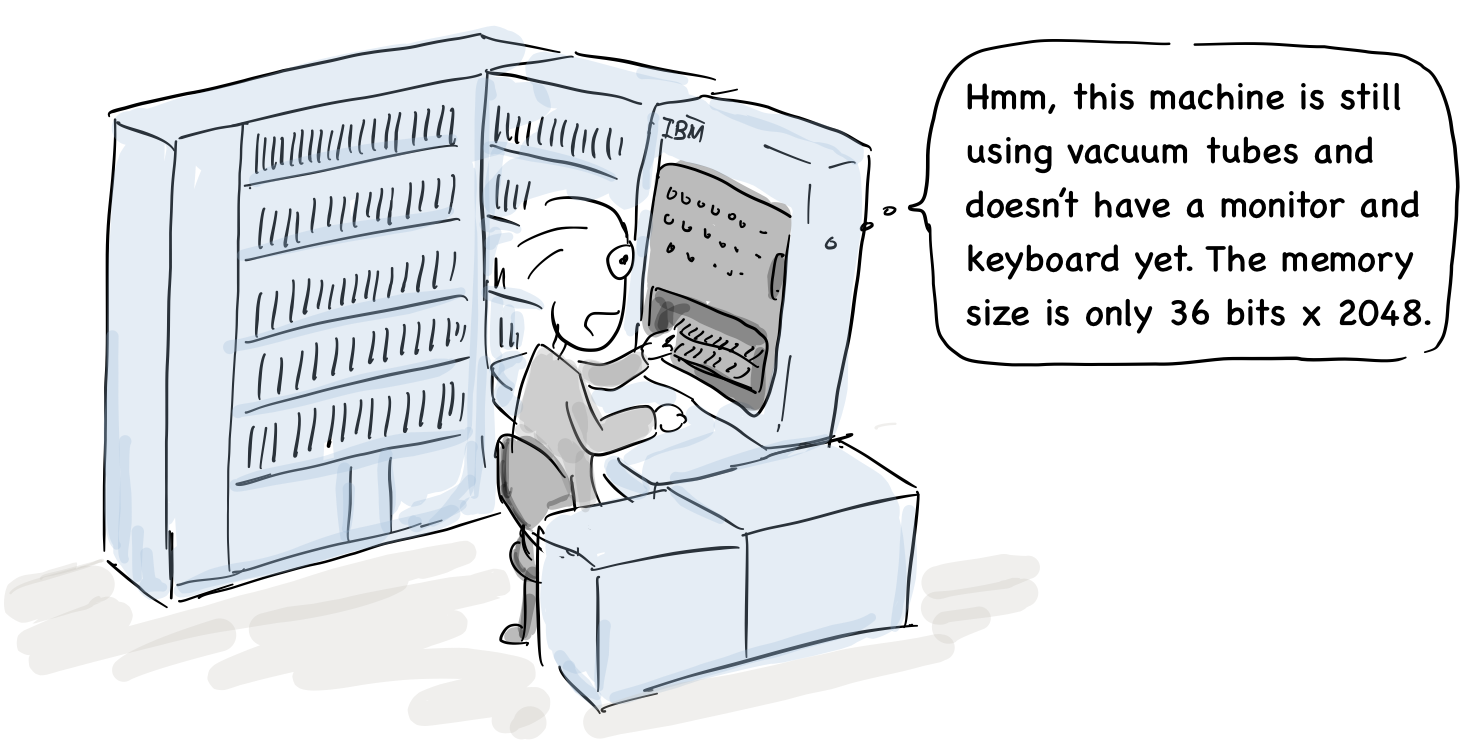 IBM
Hmm, this machine is still
using vacuum tubes and
doesn't have a monitor and
keyboard yet. The memory
size is only 36 bits x 2048.